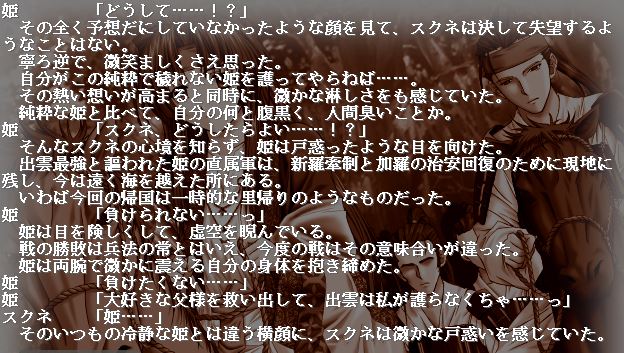 姫　　　「どうして……！？」
　その全く予想だにしていなかったような顔を見て、スクネは決して失望するよ
うなことはない。
　寧ろ逆で、微笑ましくさえ思った。
　自分がこの純粋で穢れない姫を護ってやらねば……。
　その熱い想いが高まると同時に、微かな淋しさをも感じていた。
　純粋な姫と比べて、自分の何と腹黒く、人間臭いことか。
姫　　　「スクネ、どうしたらよい……！？」
　そんなスクネの心境を知らず、姫は戸惑ったような目を向けた。
　出雲最強と謳われた姫の直属軍は、新羅牽制と加羅の治安回復のために現地に
残し、今は遠く海を越えた所にある。
　いわば今回の帰国は一時的な里帰りのようなものだった。
姫　　　「負けられない……っ」
　姫は目を険しくして、虚空を睨んでいる。
　戦の勝敗は兵法の常とはいえ、今度の戦はその意味合いが違った。
　姫は両腕で微かに震える自分の身体を抱き締めた。
姫　　　「負けたくない……」
姫　　　「大好きな父様を救い出して、出雲は私が護らなくちゃ……っ」
スクネ　　「姫……」
　そのいつもの冷静な姫とは違う横顔に、スクネは微かな戸惑いを感じていた。